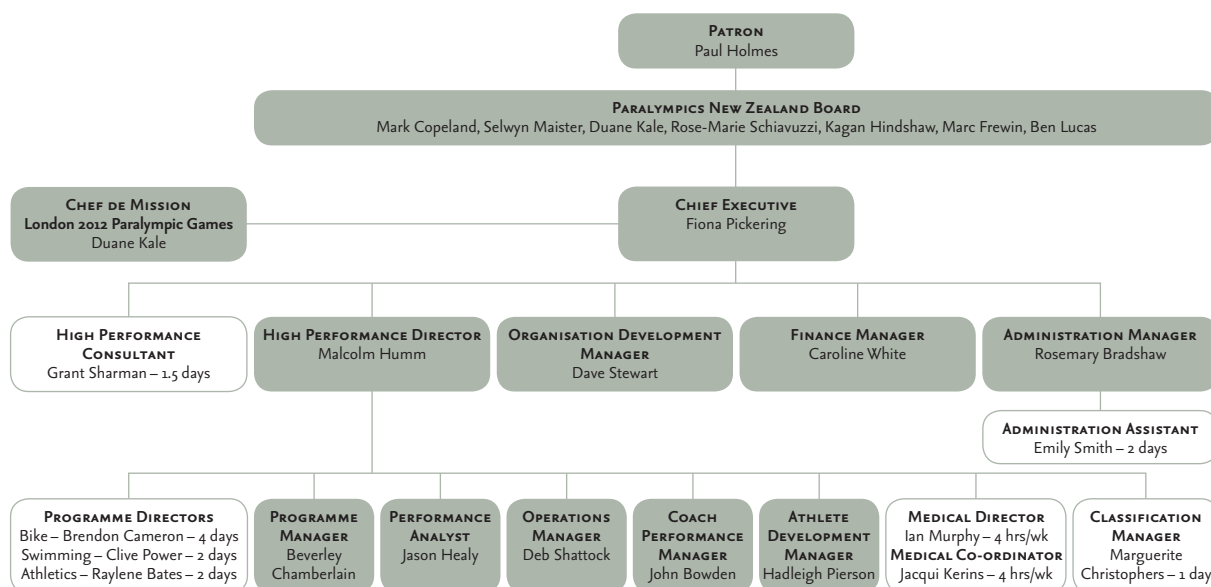 Patron
Paul Holmes
Paralympics New Zealand Board
Mark Copeland, Selwyn Maister, Duane Kale, Rose-Marie Schiavuzzi, Kagan Hindshaw, Marc Frewin, Ben Lucas
Chef de Mission
London 2012 Paralympic Games
Duane Kale
Chief Executive
Fiona Pickering
High Performance
Consultant
Grant Sharman – 1.5 days
High Performance Director
Malcolm Humm
Organisation Development
Manager
Dave Stewart
Finance Manager
Caroline White
Administration Manager
Rosemary Bradshaw
Administration Assistant
Emily Smith – 2 days
Programme Directors
Bike – Brendon Cameron – 4 days
Swimming – Clive Power – 2 days
Athletics – Raylene Bates – 2 days
Programme
Manager
Beverley
Chamberlain
Performance
Analyst
Jason Healy
Operations
Manager
Deb Shattock
Coach
Performance
Manager
John Bowden
Athlete
Development
Manager
Hadleigh Pierson
Medical Director
Ian Murphy – 4 hrs/wk
Medical Co-ordinator
Jacqui Kerins – 4 hrs/wk
Classification
Manager
Marguerite
Christophers – 1 day